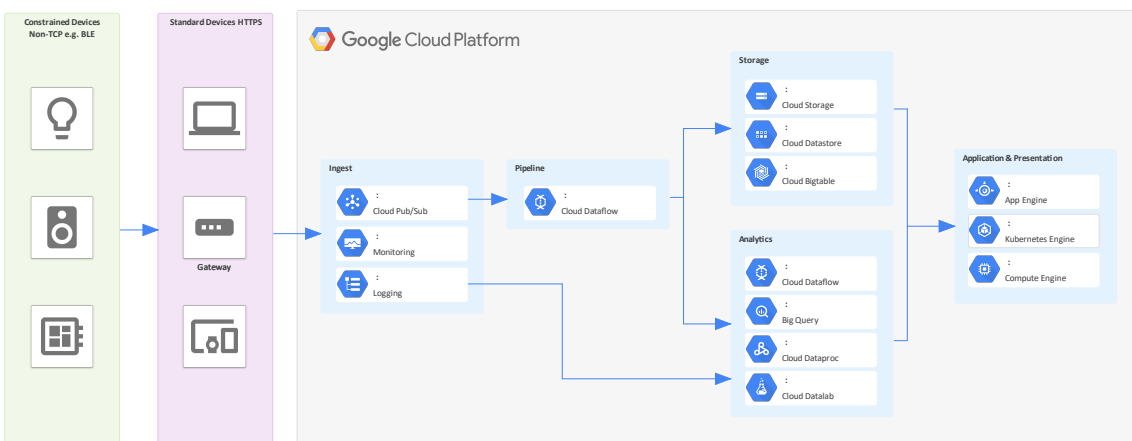 Constrained Devices
Non-TCP e.g. BLE
Standard Devices HTTPS
Gateway
Google Cloud Platform
Ingest
:
Cloud Pub/Sub
:
Monitoring
:
Logging
Pipeline
:
Cloud Dataflow
Storage
:
Cloud Storage
:
Cloud Datastore
:
Cloud Bigtable
Analytics
:
Cloud Dataflow
:
Big Query
:
Cloud Dataproc
:
Cloud Datalab
Application & Presentation
:
App Engine
:
Kubernetes Engine
:
Compute Engine